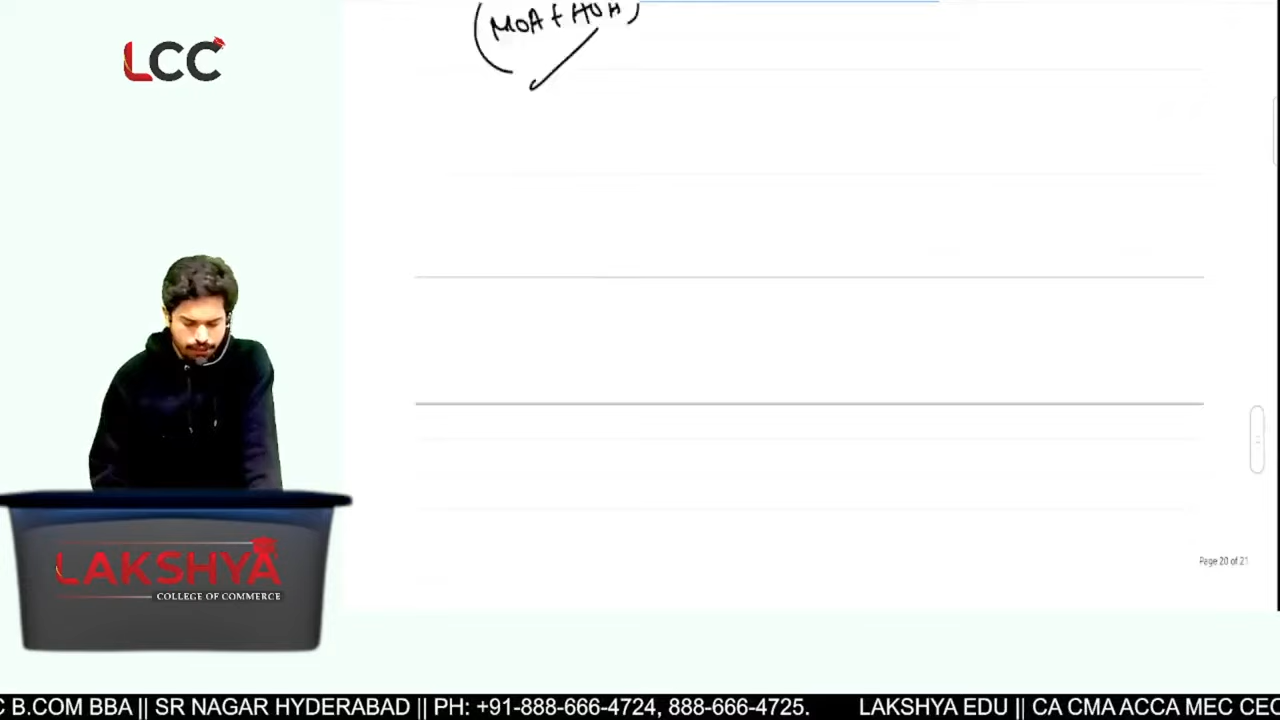 (MOA + AOA)
LCC
LAKSHYA
COLLEGE OF COMMERCE
Page 20 of 21
C B.COM BBA || SR NAGAR HYDERABAD || PH: +91-888-666-4724, 888-666-4725. LAKSHYA EDU || CA CMA ACCA MEC CEC